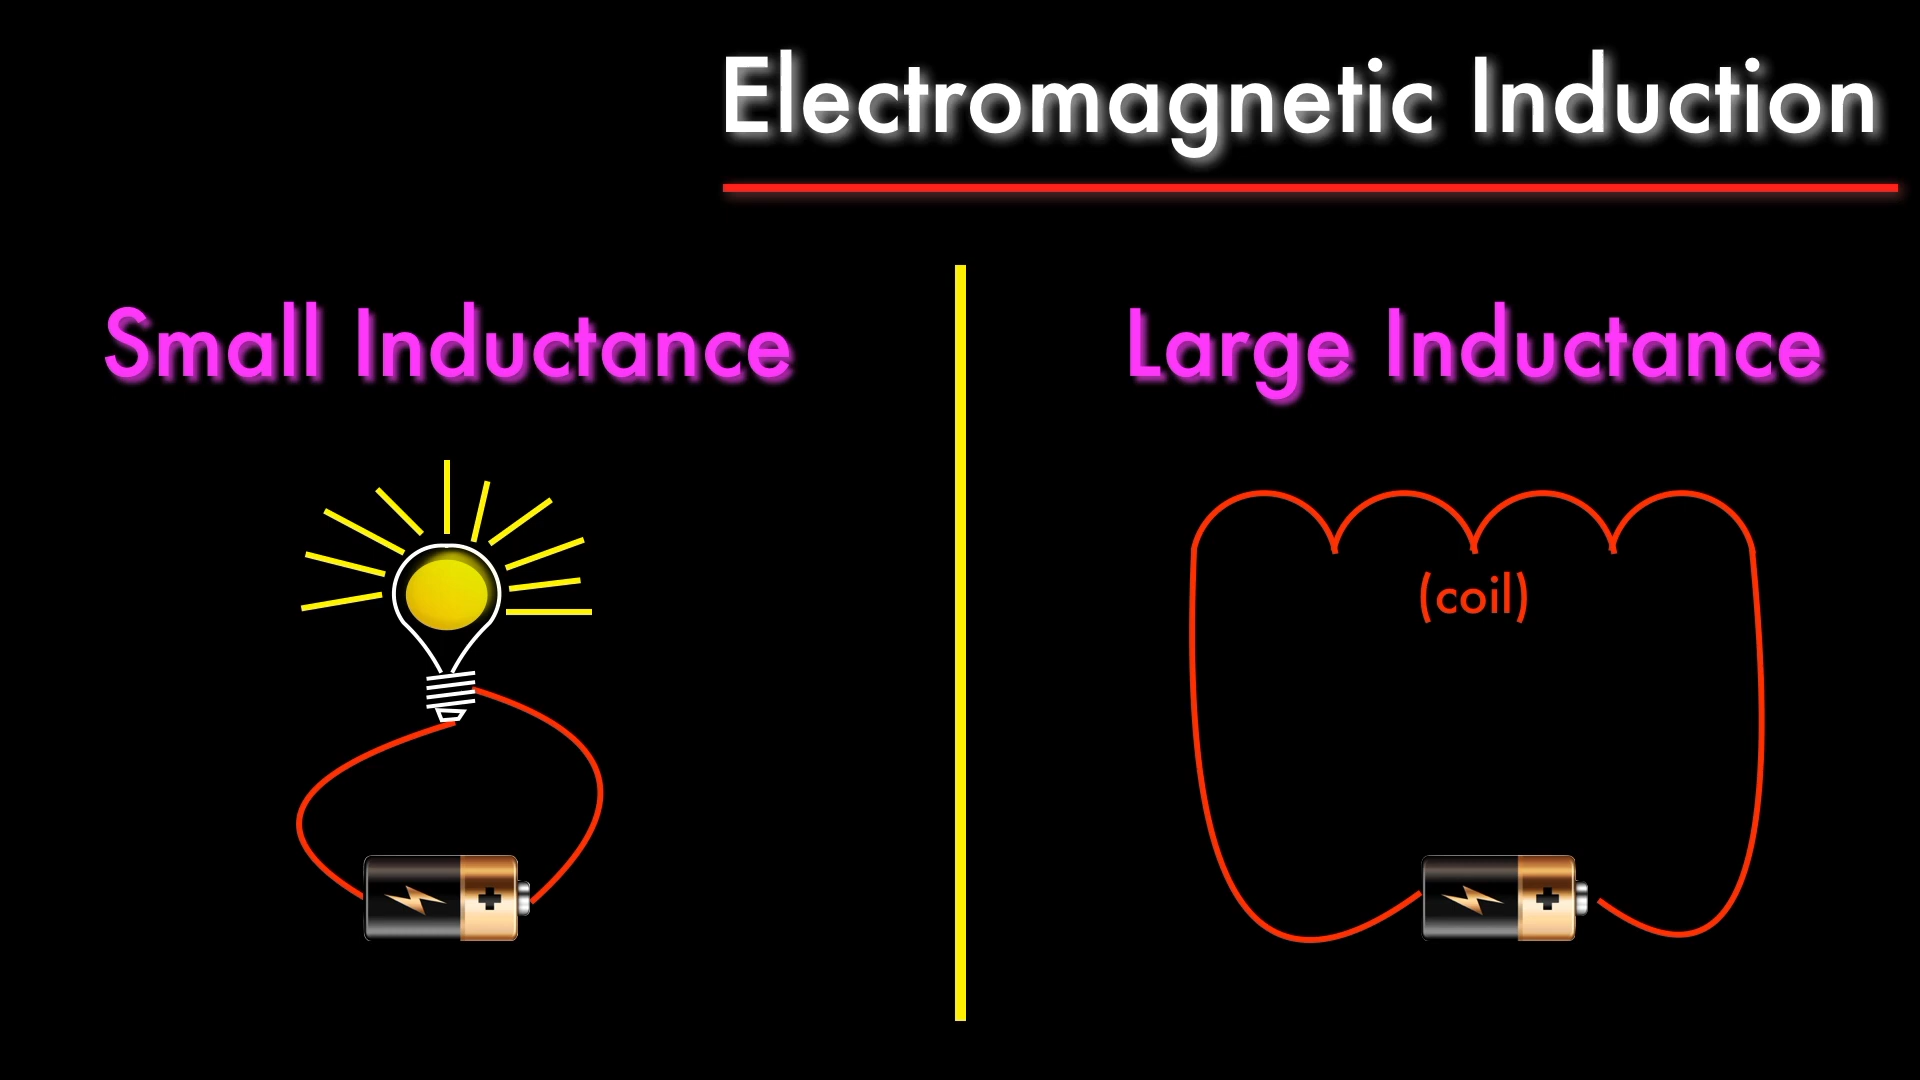 Electromagnetic Induction
Small Inductance
Large Inductance
(coil)